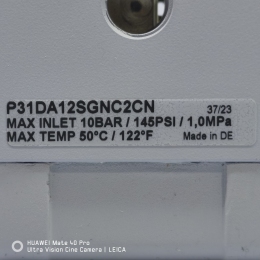 P31DA12SGNC2CN 37/23
MAX INLET 10BAR / 145PSI / 1,0MPa
MAX TEMP 50°C / 122°F Made in DE
HUAWEI Mate 40 Pro
Ultra Vision Cine Camera | LEICA